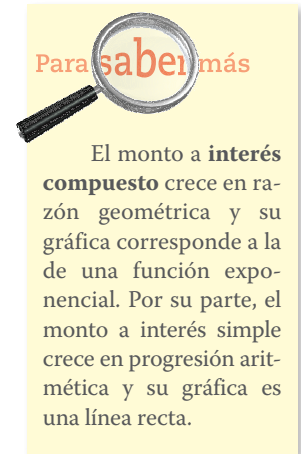 Para saber más
El monto a interés
compuesto crece en ra-
zón geométrica y su
gráfica corresponde a la
de una función expo-
nencial. Por su parte, el
monto a interés simple
crece en progresión arit-
mética y su gráfica es
una línea recta.